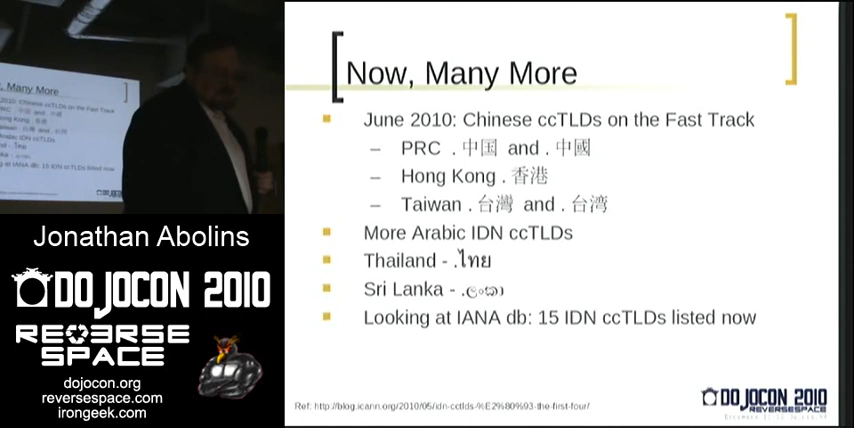 [Now, Many More]
June 2010: Chinese ccTLDs on the Fast Track
– PRC . 中国 and . 中國
– Hong Kong . 香港
– Taiwan . 台灣 and . 台湾
More Arabic IDN ccTLDs
Thailand - .ไทย
Sri Lanka - .ලංකා
Looking at IANA db: 15 IDN ccTLDs listed now
Ref: http://blog.icann.org/2010/05/idn-cctlds-%E2%80%93-the-first-four/
DOJOCON 2010
REVERSESPACE
Jonathan Abolins
DOJOCON 2010
REVERSE
SPACE
dojocon.org
reversespace.com
irongeek.com